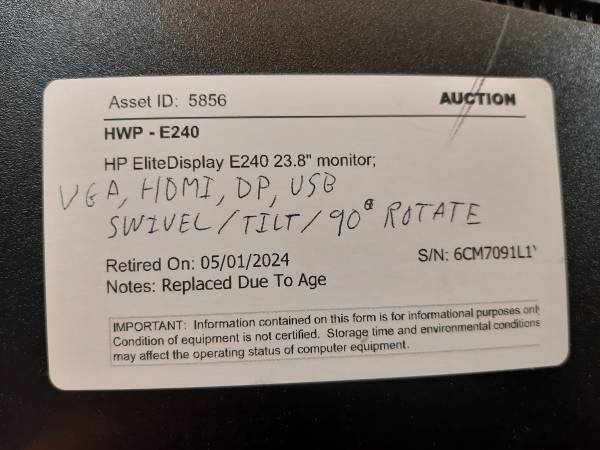 Asset ID: 5856
AUCTION
HWP - E240
HP EliteDisplay E240 23.8" monitor;
VGA, HDMI, DP, USB
SWIVEL/TILT/90° ROTATE
Retired On: 05/01/2024
S/N: 6CM7091L1
Notes: Replaced Due To Age
IMPORTANT: Information contained on this form is for informational purposes only
Condition of equipment is not certified. Storage time and environmental conditions
may affect the operating status of computer equipment.